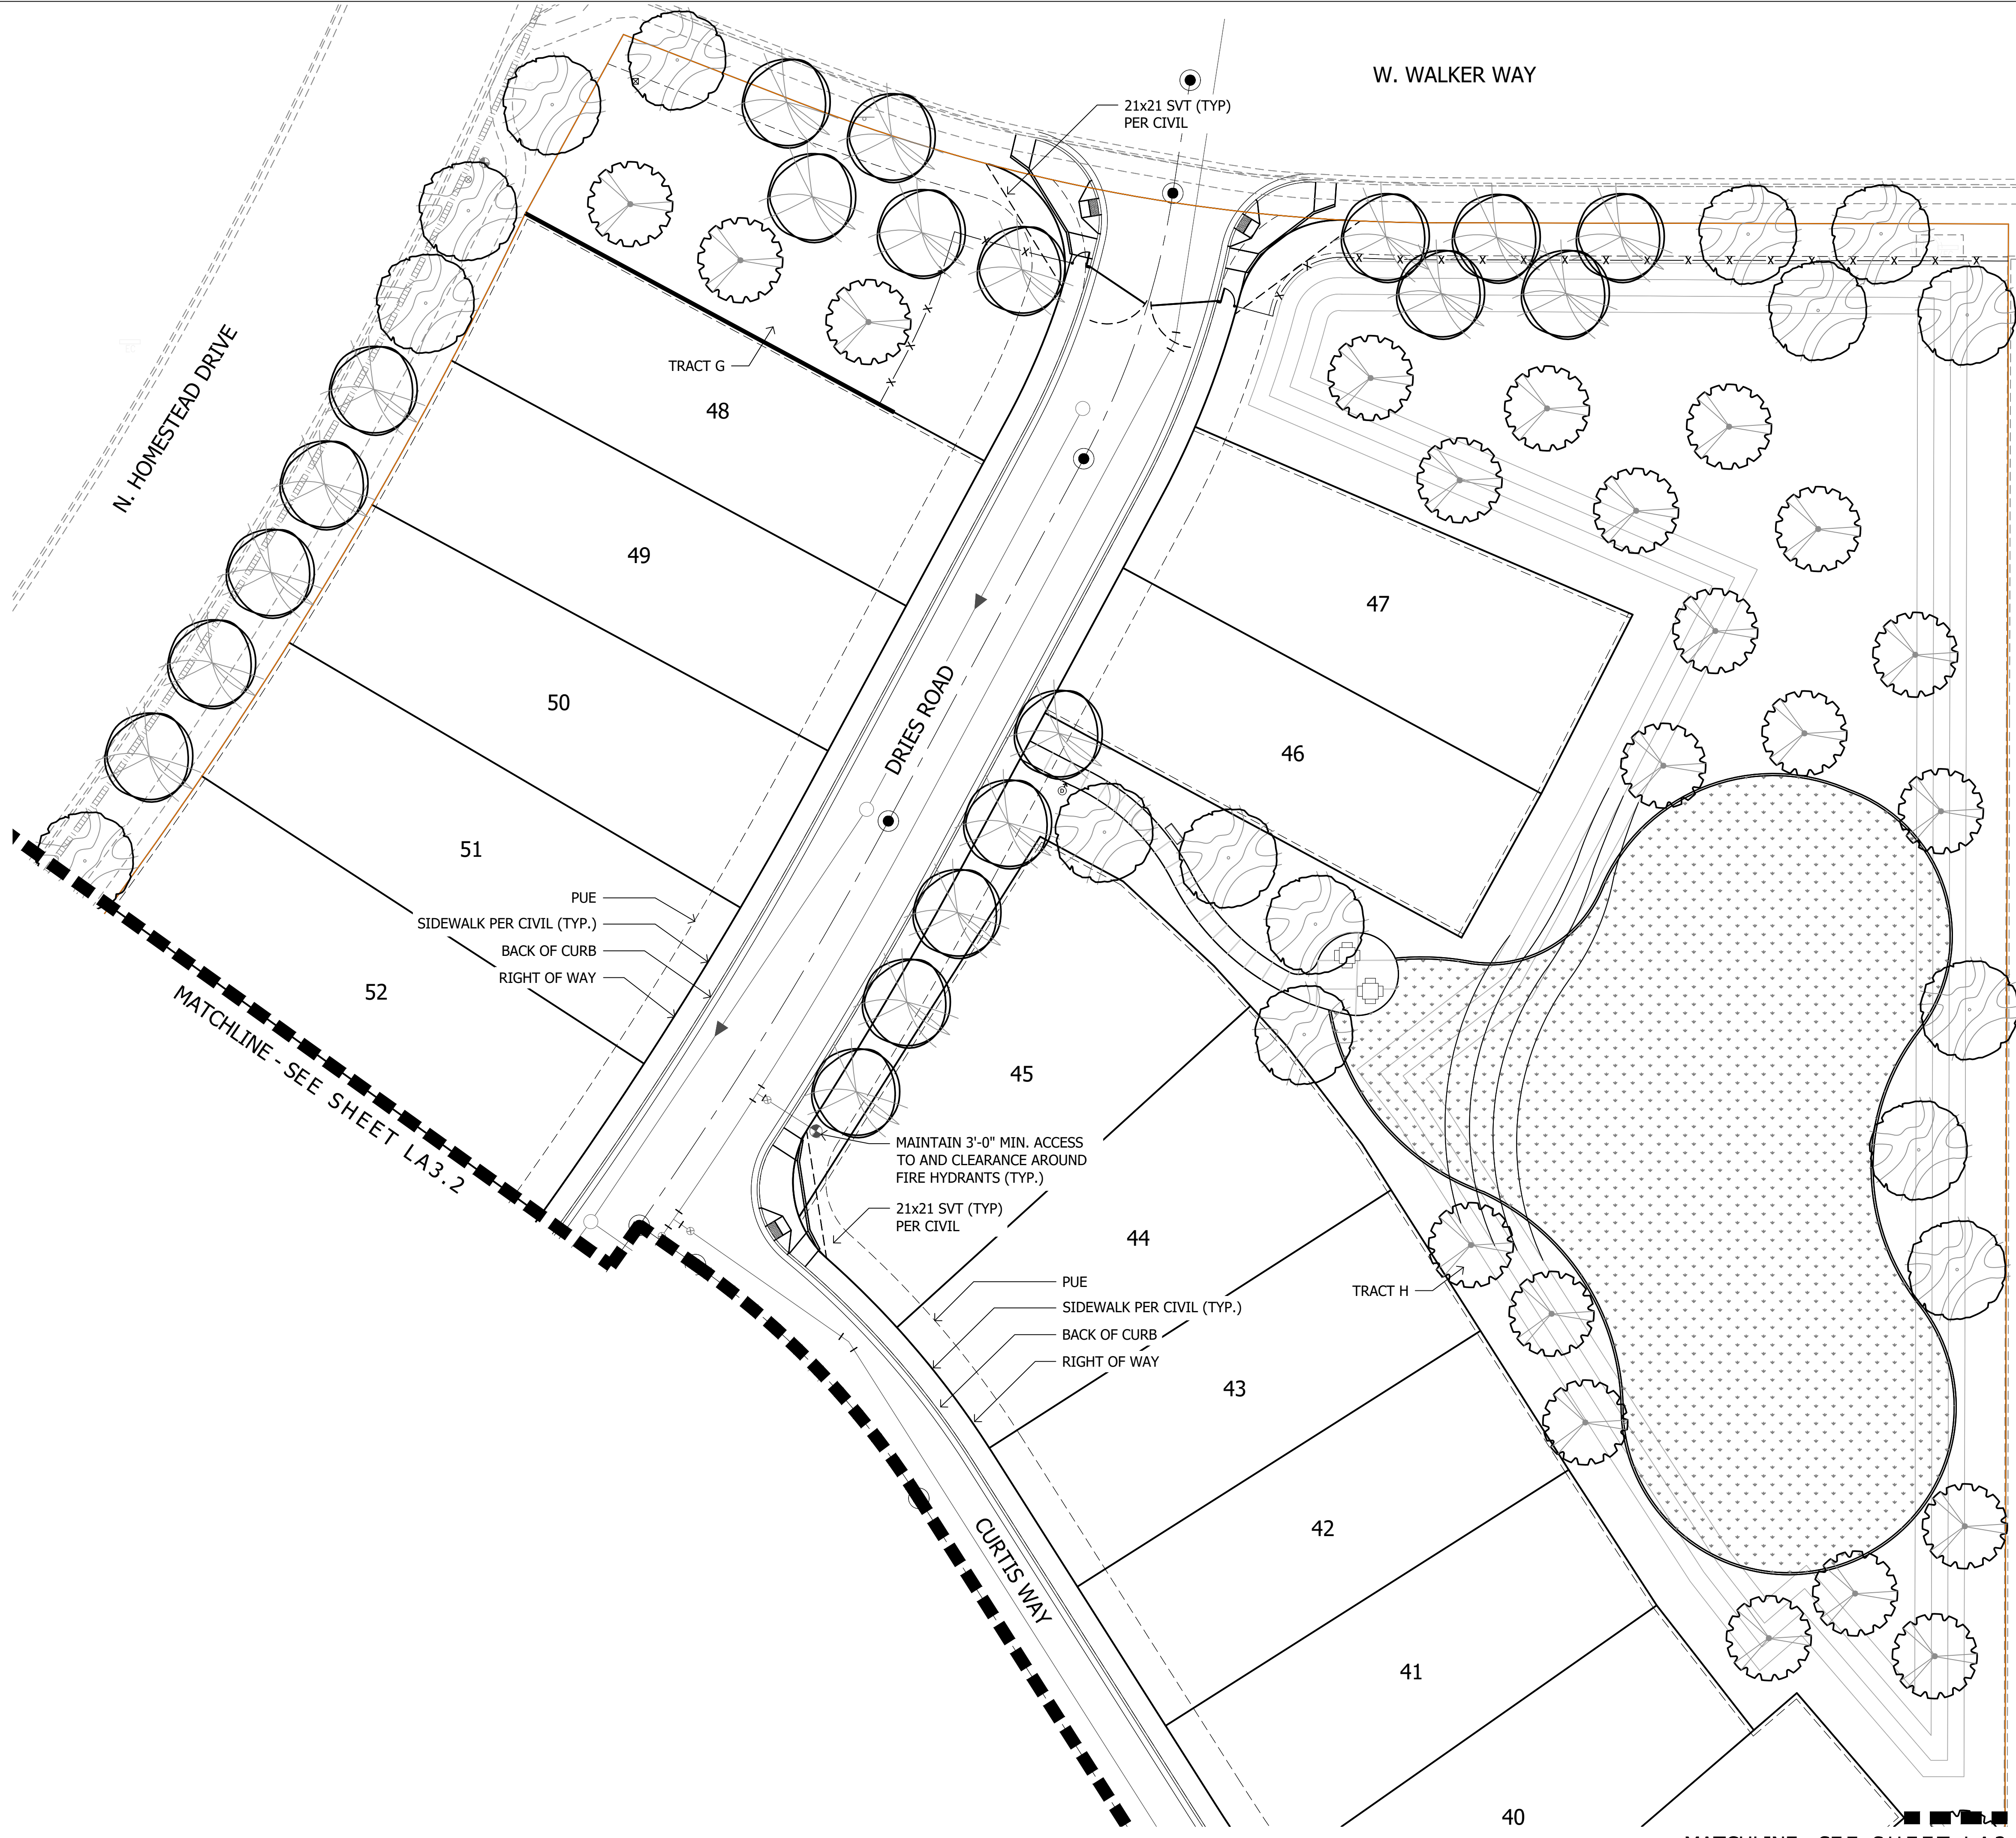 W. WALKER WAY
21x21 SVT (TYP)
PER CIVIL
N. HOMESTEAD DRIVE
TRACT G
48
49
47
50
DRIES ROAD
46
51
PUE
SIDEWALK PER CIVIL (TYP.)
BACK OF CURB
RIGHT OF WAY
52
MATCHLINE - SEE SHEET LA3.2
45
MAINTAIN 3'-0" MIN. ACCESS
TO AND CLEARANCE AROUND
FIRE HYDRANTS (TYP.)
21x21 SVT (TYP)
PER CIVIL
44
PUE
SIDEWALK PER CIVIL (TYP.)
BACK OF CURB
RIGHT OF WAY
TRACT H
43
42
CURTIS WAY
41
40